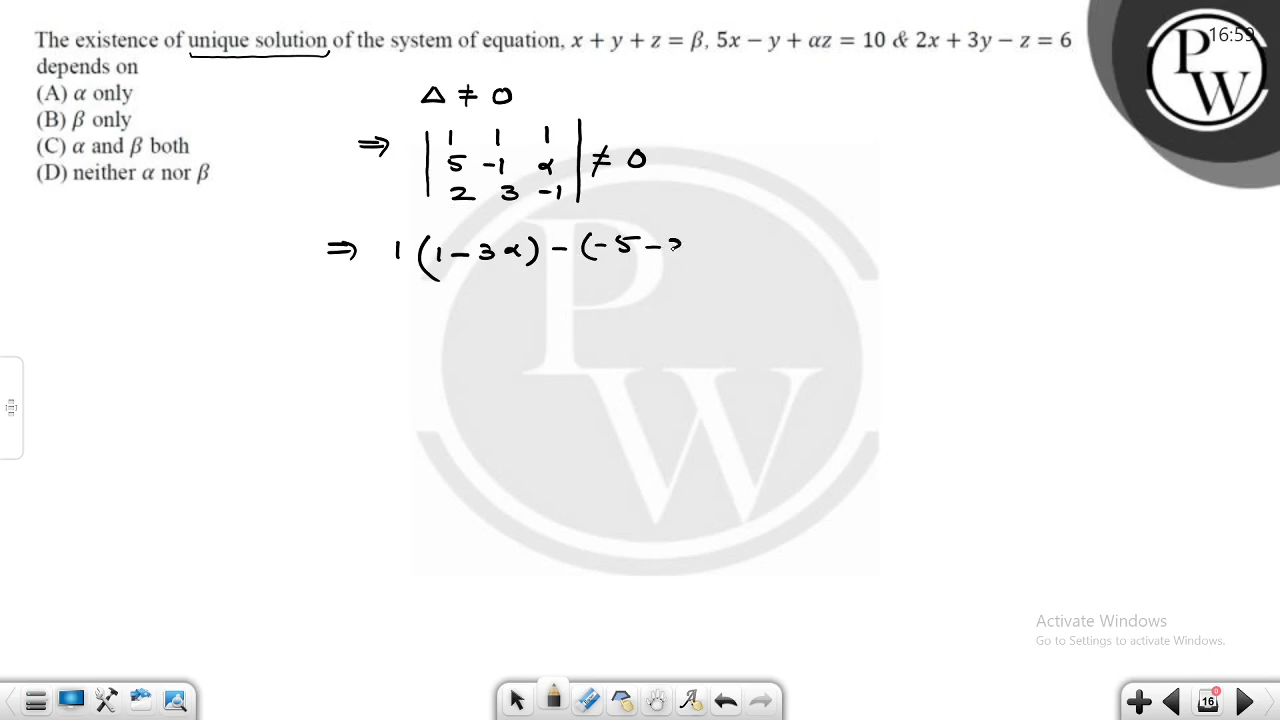 The existence of unique solution of the system of equation, x + y + z = β, 5x − y + αz = 10 & 2x + 3y − z = 6
depends on
(A) α only
(B) β only
(C) α and β both
(D) neither α nor β
16:59
P
W
Δ ≠ 0
⇒ | 1 1 1 |
| 5 -1 α | ≠ 0
| 2 3 -1 |
⇒ 1 (1 − 3α) − (-5 −
P
W
Activate Windows
Go to Settings to activate Windows.
16
0